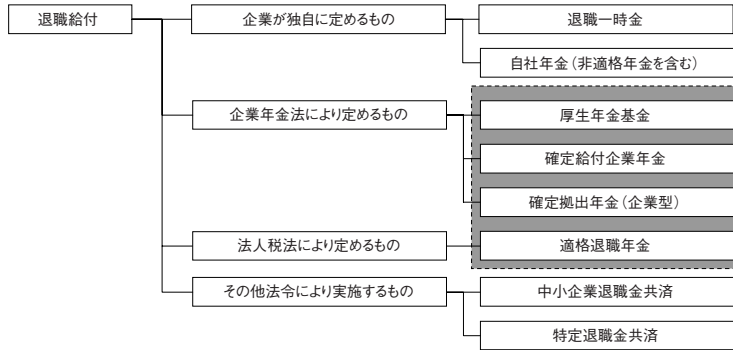 退職給付
企業が独自に定めるもの
退職一時金
自社年金（非適格年金を含む）
企業年金法により定めるもの
厚生年金基金
確定給付企業年金
確定拠出年金（企業型）
法人税法により定めるもの
適格退職年金
その他法令により実施するもの
中小企業退職金共済
特定退職金共済